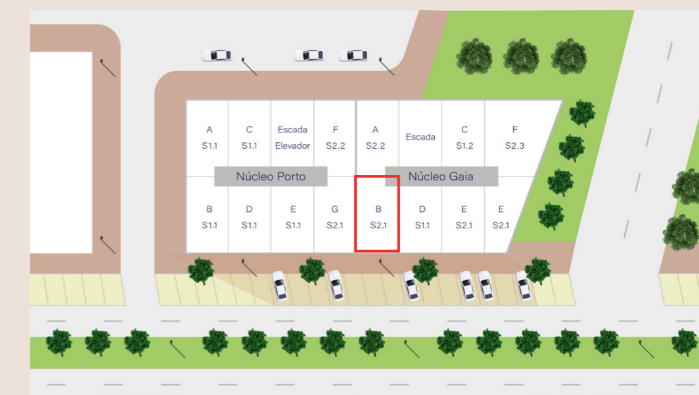 A
S1.1
C
S1.1
Escada
Elevador
F
S2.2
A
S2.2
Escada
C
S1.2
F
S2.3
Núcleo Porto
Núcleo Gaia
B
S1.1
D
S1.1
E
S1.1
G
S2.1
B
S2.1
D
S1.1
E
S2.1
E
S2.1